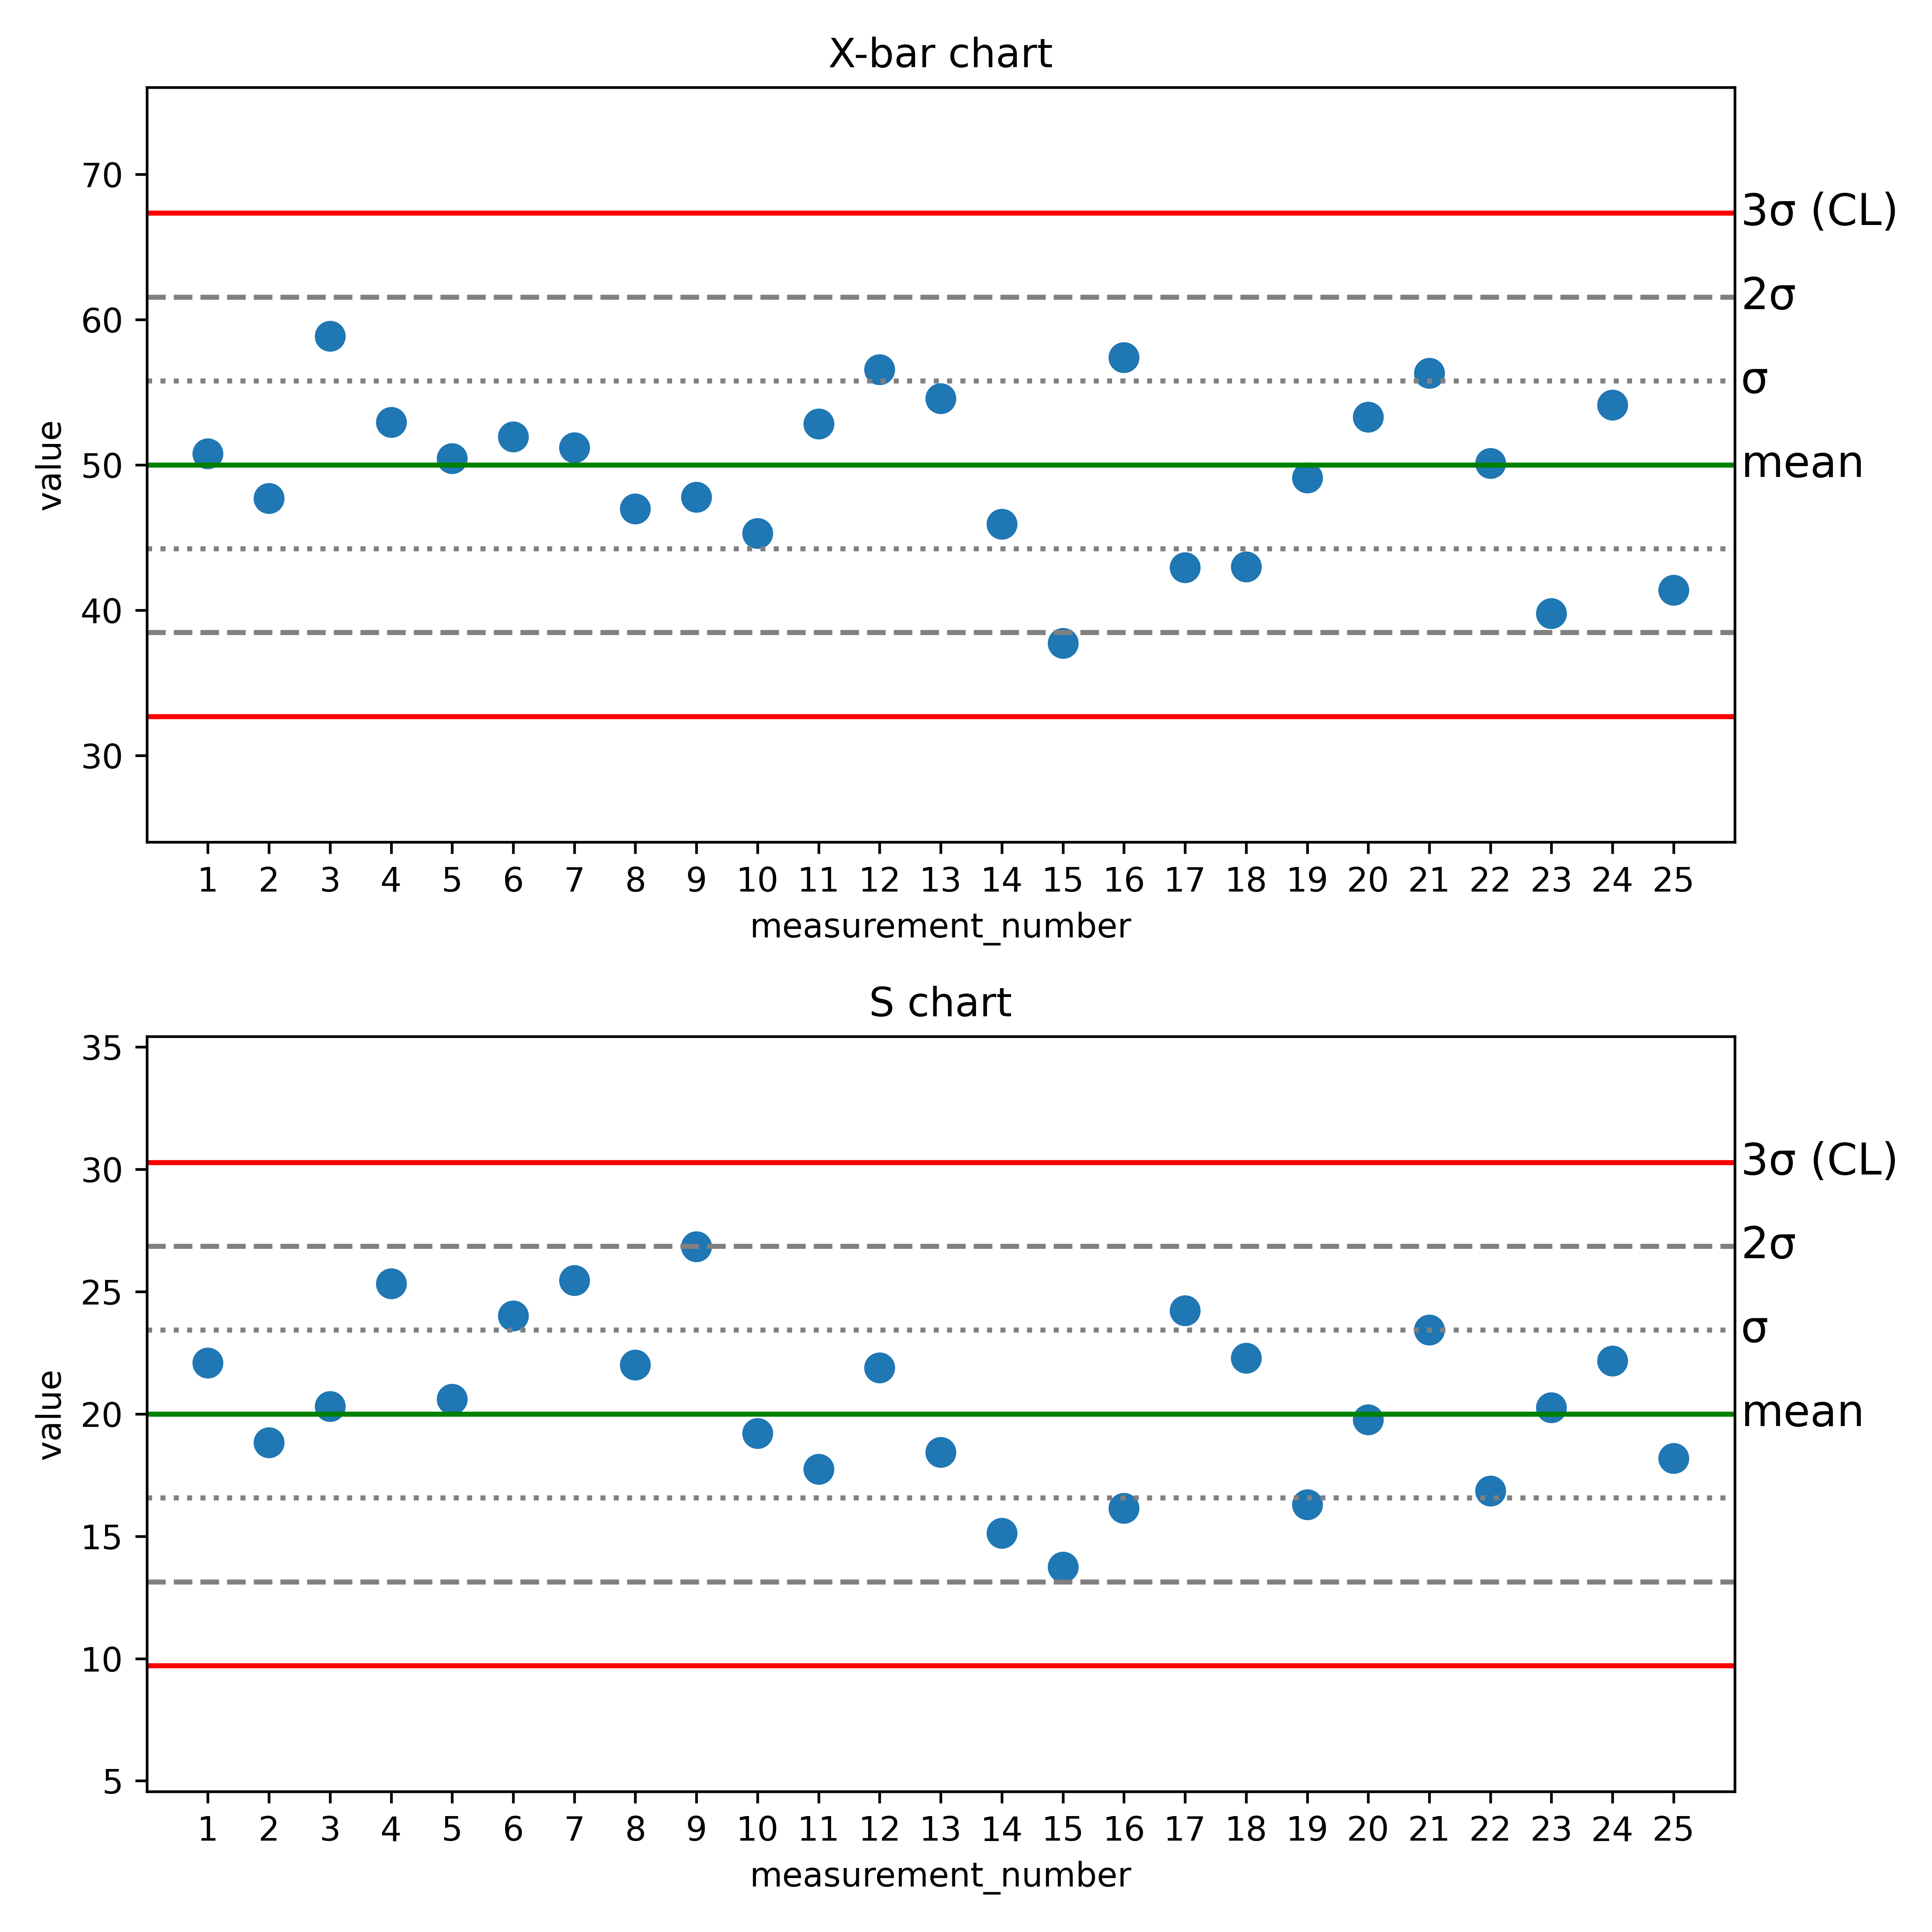 X-bar chart
70
60
50
40
30
value
3σ (CL)
2σ
σ
mean
1 2 3 4 5 6 7 8 9 10 11 12 13 14 15 16 17 18 19 20 21 22 23 24 25
measurement_number
S chart
35
30
25
20
15
10
5
value
3σ (CL)
2σ
σ
mean
1 2 3 4 5 6 7 8 9 10 11 12 13 14 15 16 17 18 19 20 21 22 23 24 25
measurement_number